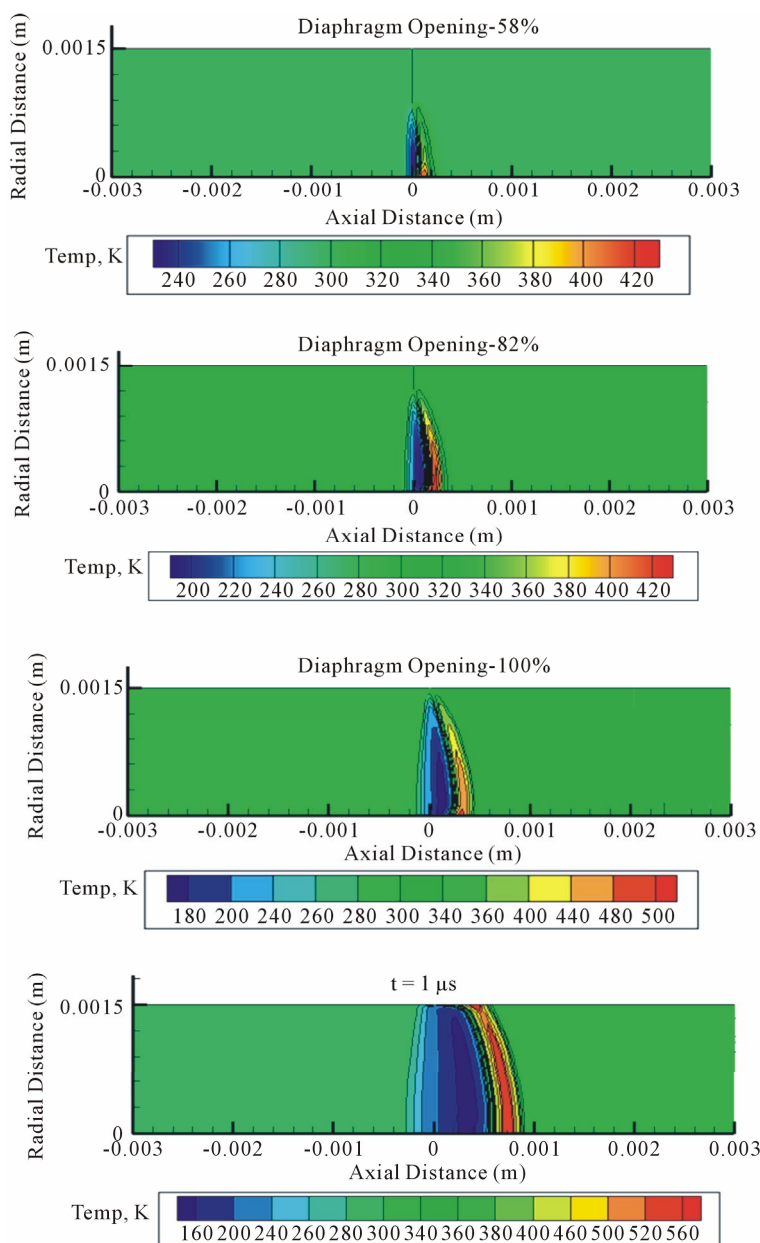 Diaphragm Opening-58%
Radial Distance (m)
0.0015
0
-0.003 -0.002 -0.001 0 0.001 0.002 0.003
Axial Distance (m)
Temp, K
240 260 280 300 320 340 360 380 400 420
Diaphragm Opening-82%
Radial Distance (m)
0.0015
0
-0.003 -0.002 -0.001 0 0.001 0.002 0.003
Axial Distance (m)
Temp, K
200 220 240 260 280 300 320 340 360 380 400 420
Diaphragm Opening-100%
Radial Distance (m)
0.0015
0
-0.003 -0.002 -0.001 0 0.001 0.002 0.003
Axial Distance (m)
Temp, K
180 200 240 260 280 300 340 360 400 440 480 500
t = 1 μs
Radial Distance (m)
0.0015
0
-0.003 -0.002 -0.001 0 0.001 0.002 0.003
Axial Distance (m)
Temp, K
160 200 240 260 280 300 340 360 380 400 460 500 520 560